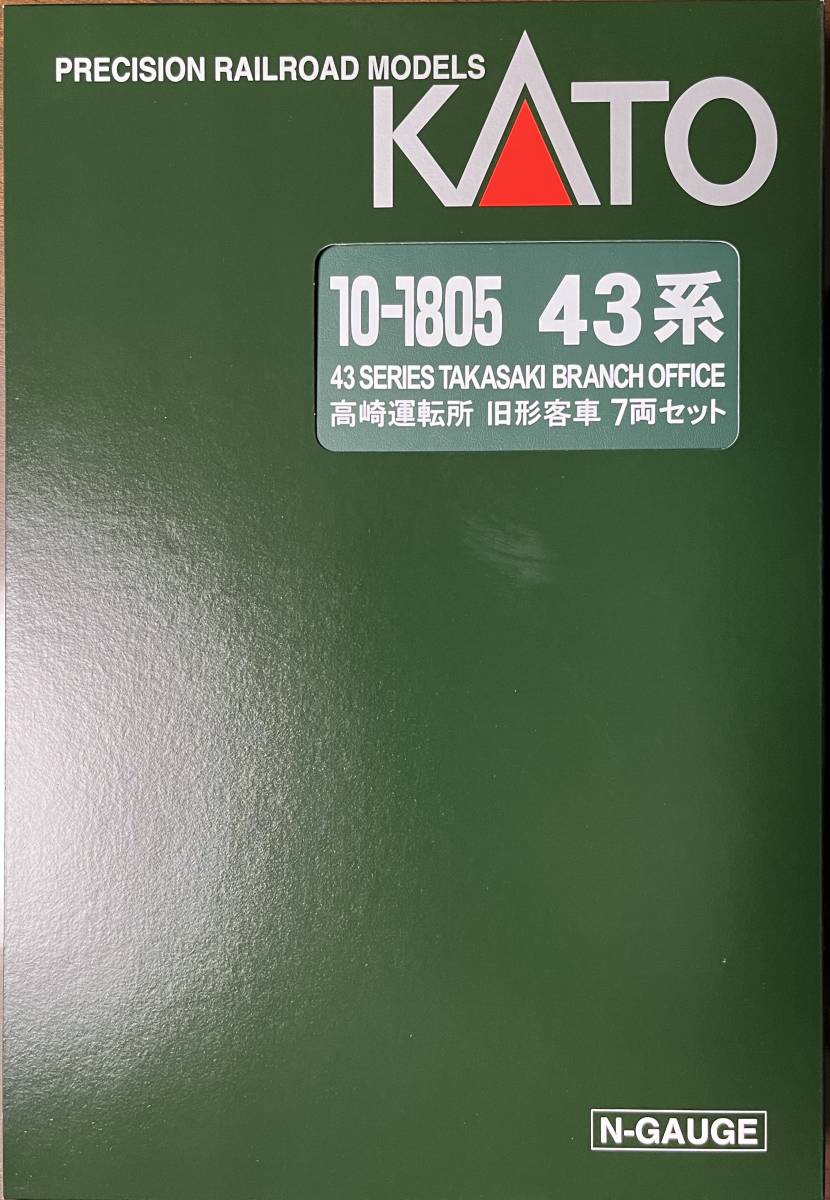 PRECISION RAILROAD MODELS
KATO
10-1805 43系
43 SERIES TAKASAKI BRANCH OFFICE
高崎運転所 旧形客車 7両セット
N-GAUGE